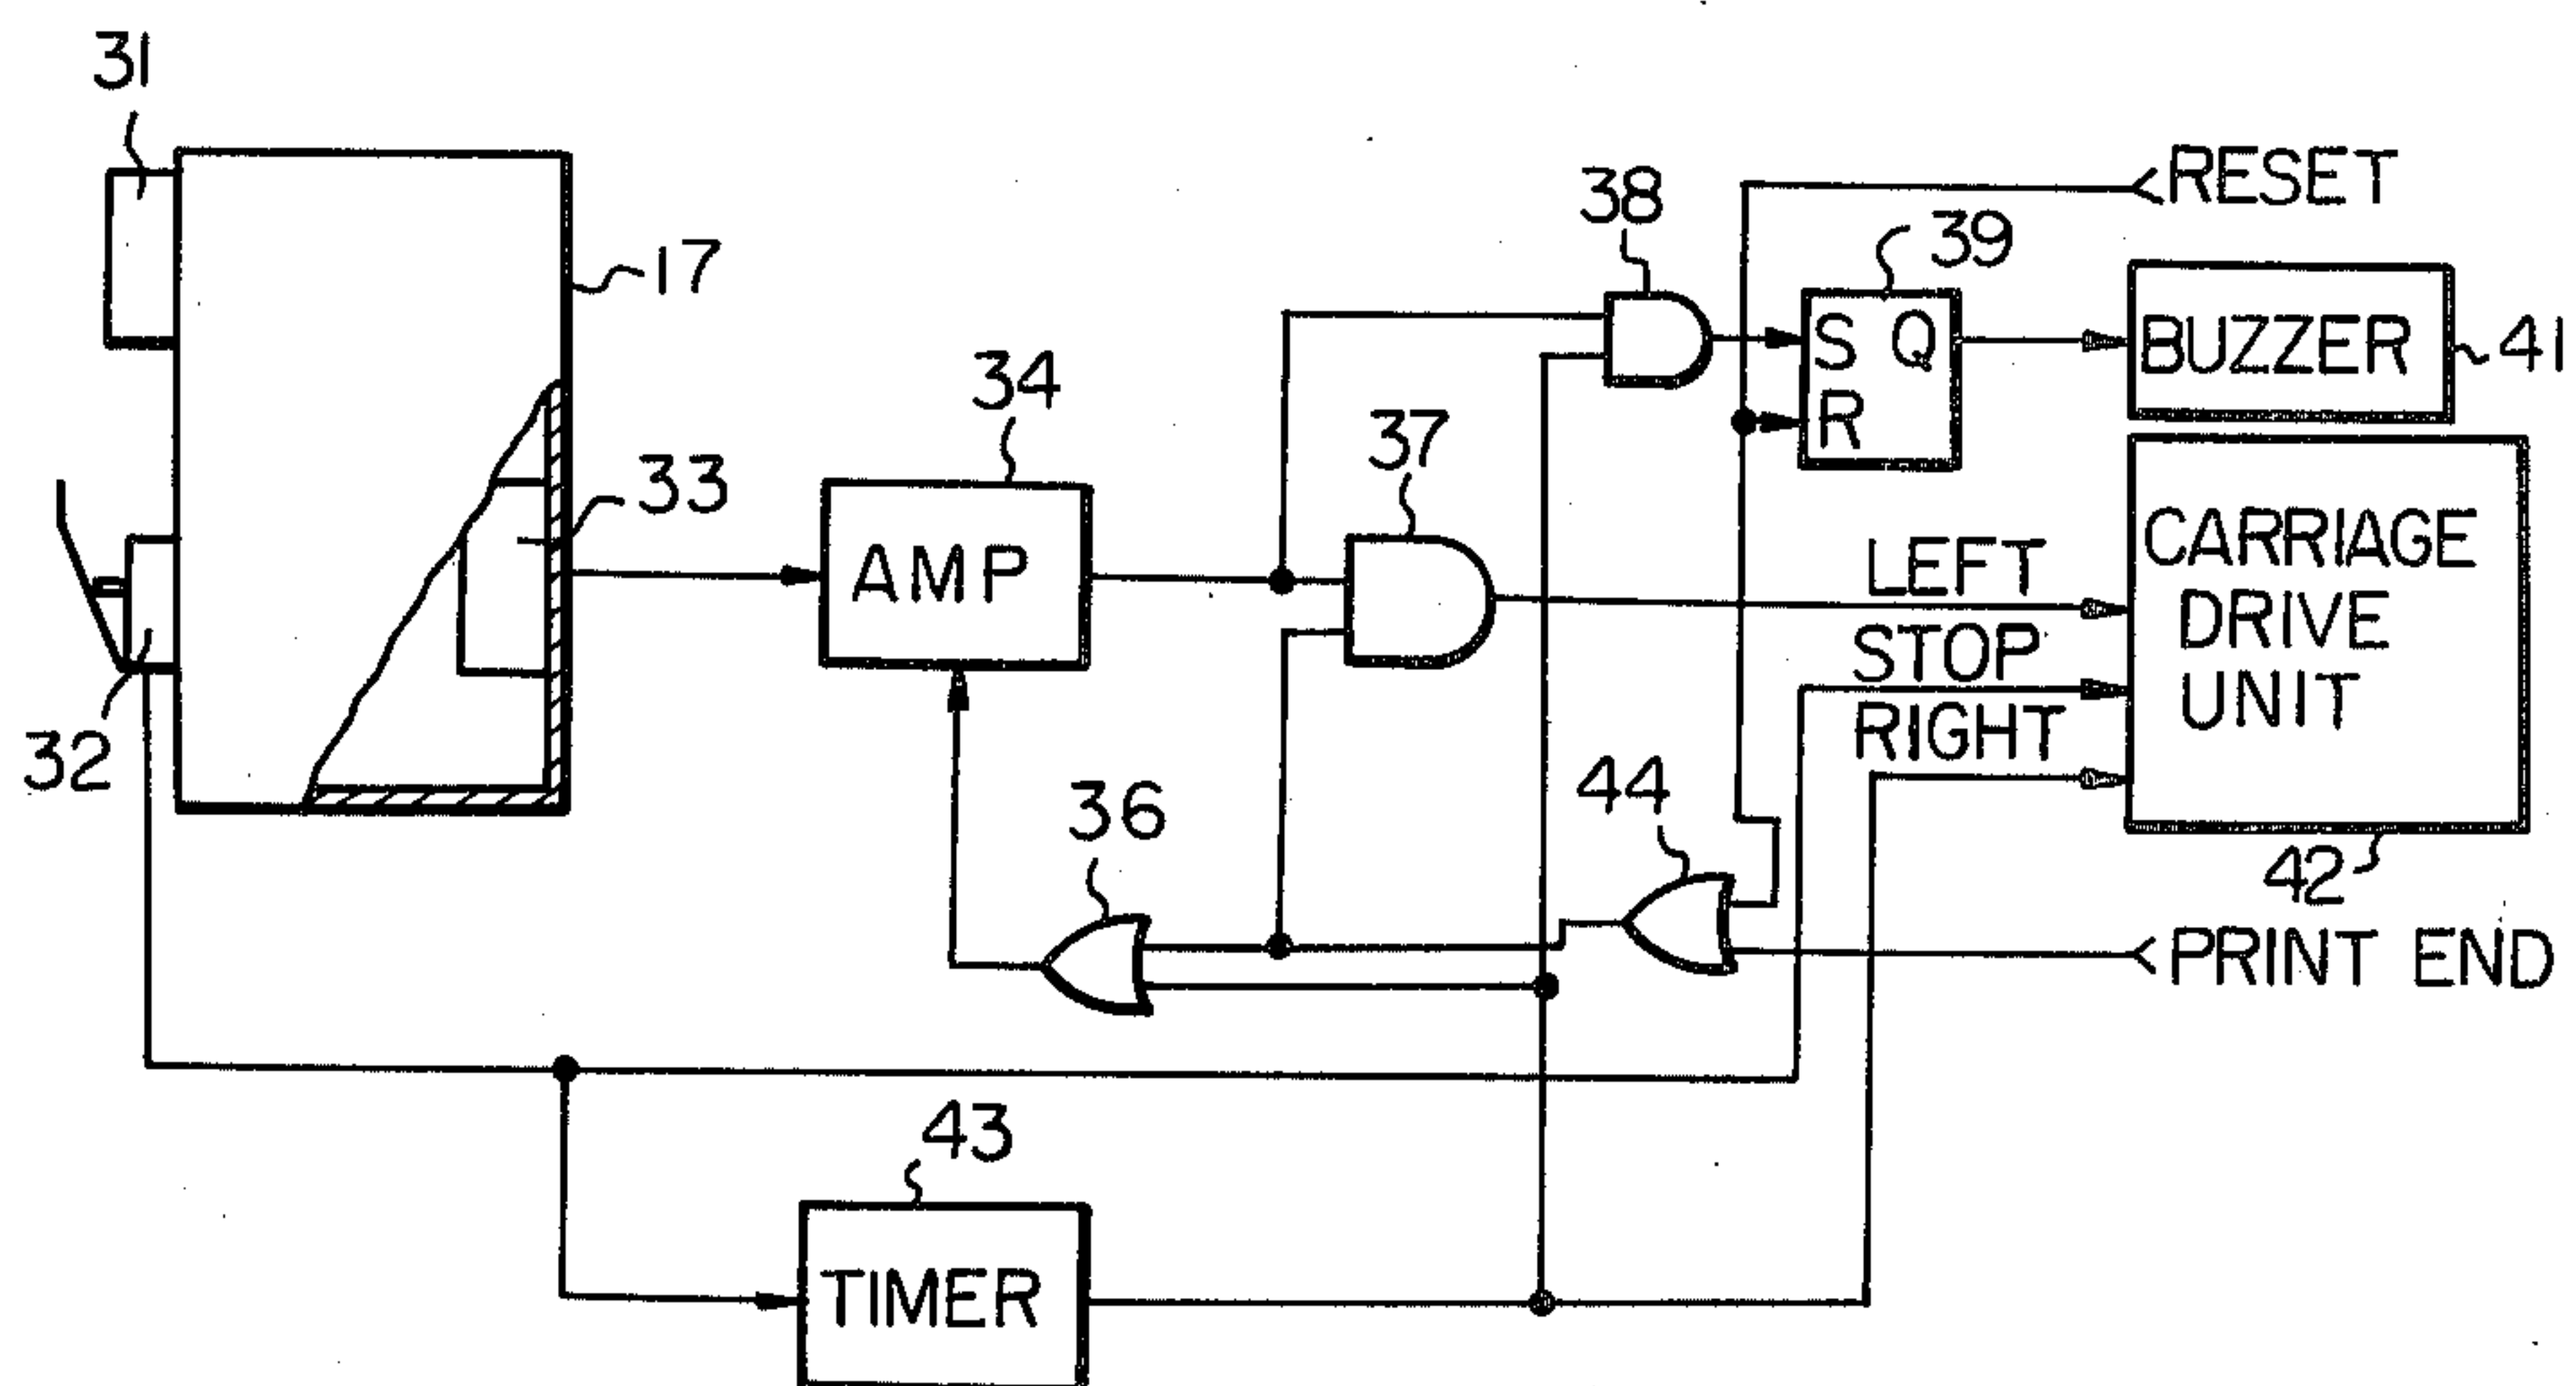 31
17
33
32
34
AMP
36
37
38
39
RESET
S Q
R
BUZZER
41
LEFT
STOP
RIGHT
CARRIAGE
DRIVE
UNIT
42
44
PRINT END
43
TIMER